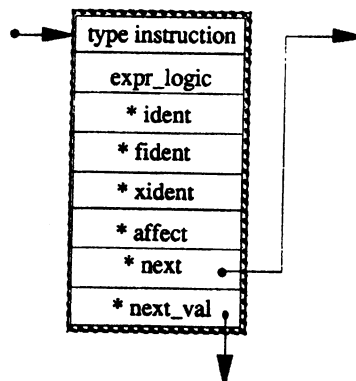 type instruction
expr_logic
* ident
* fident
* xident
* affect
* next
* next_val